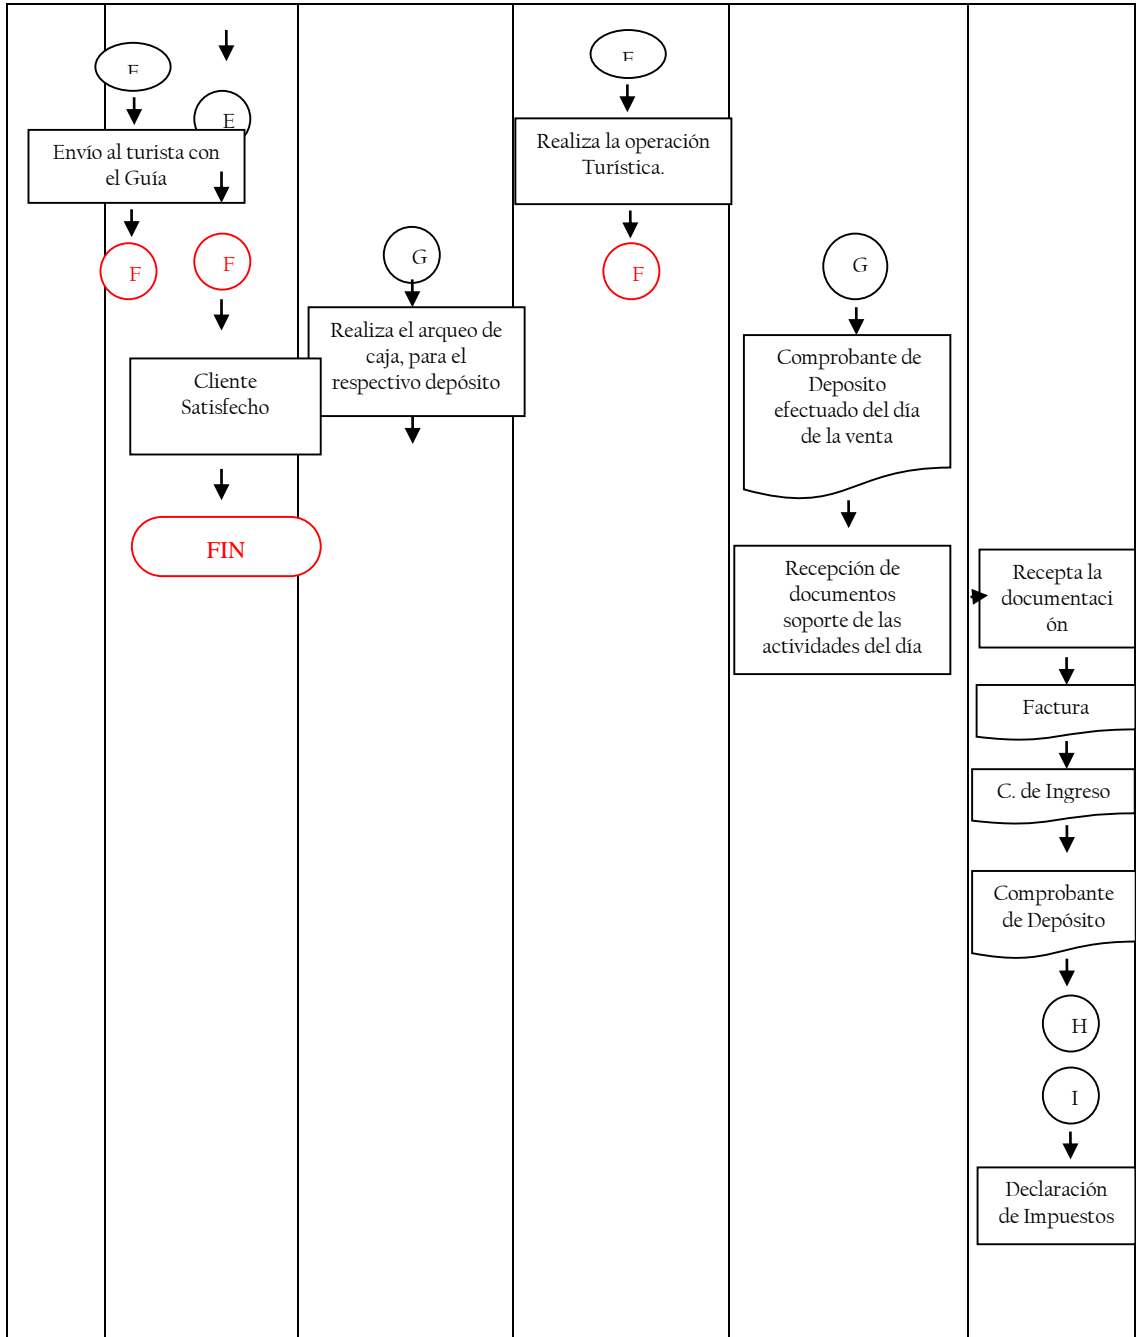 E
Envío al turista con
el Guía
F
F
Cliente
Satisfecho
FIN
G
Realiza el arqueo de
caja, para el
respectivo depósito
Realiza la operación
Turística.
F
G
Comprobante de
Deposito
efectuado del día
de la venta
Recepción de
documentos
soporte de las
actividades del día
Recepta la
documentaci
ón
Factura
C. de Ingreso
Comprobante
de Depósito
H
I
Declaración
de Impuestos